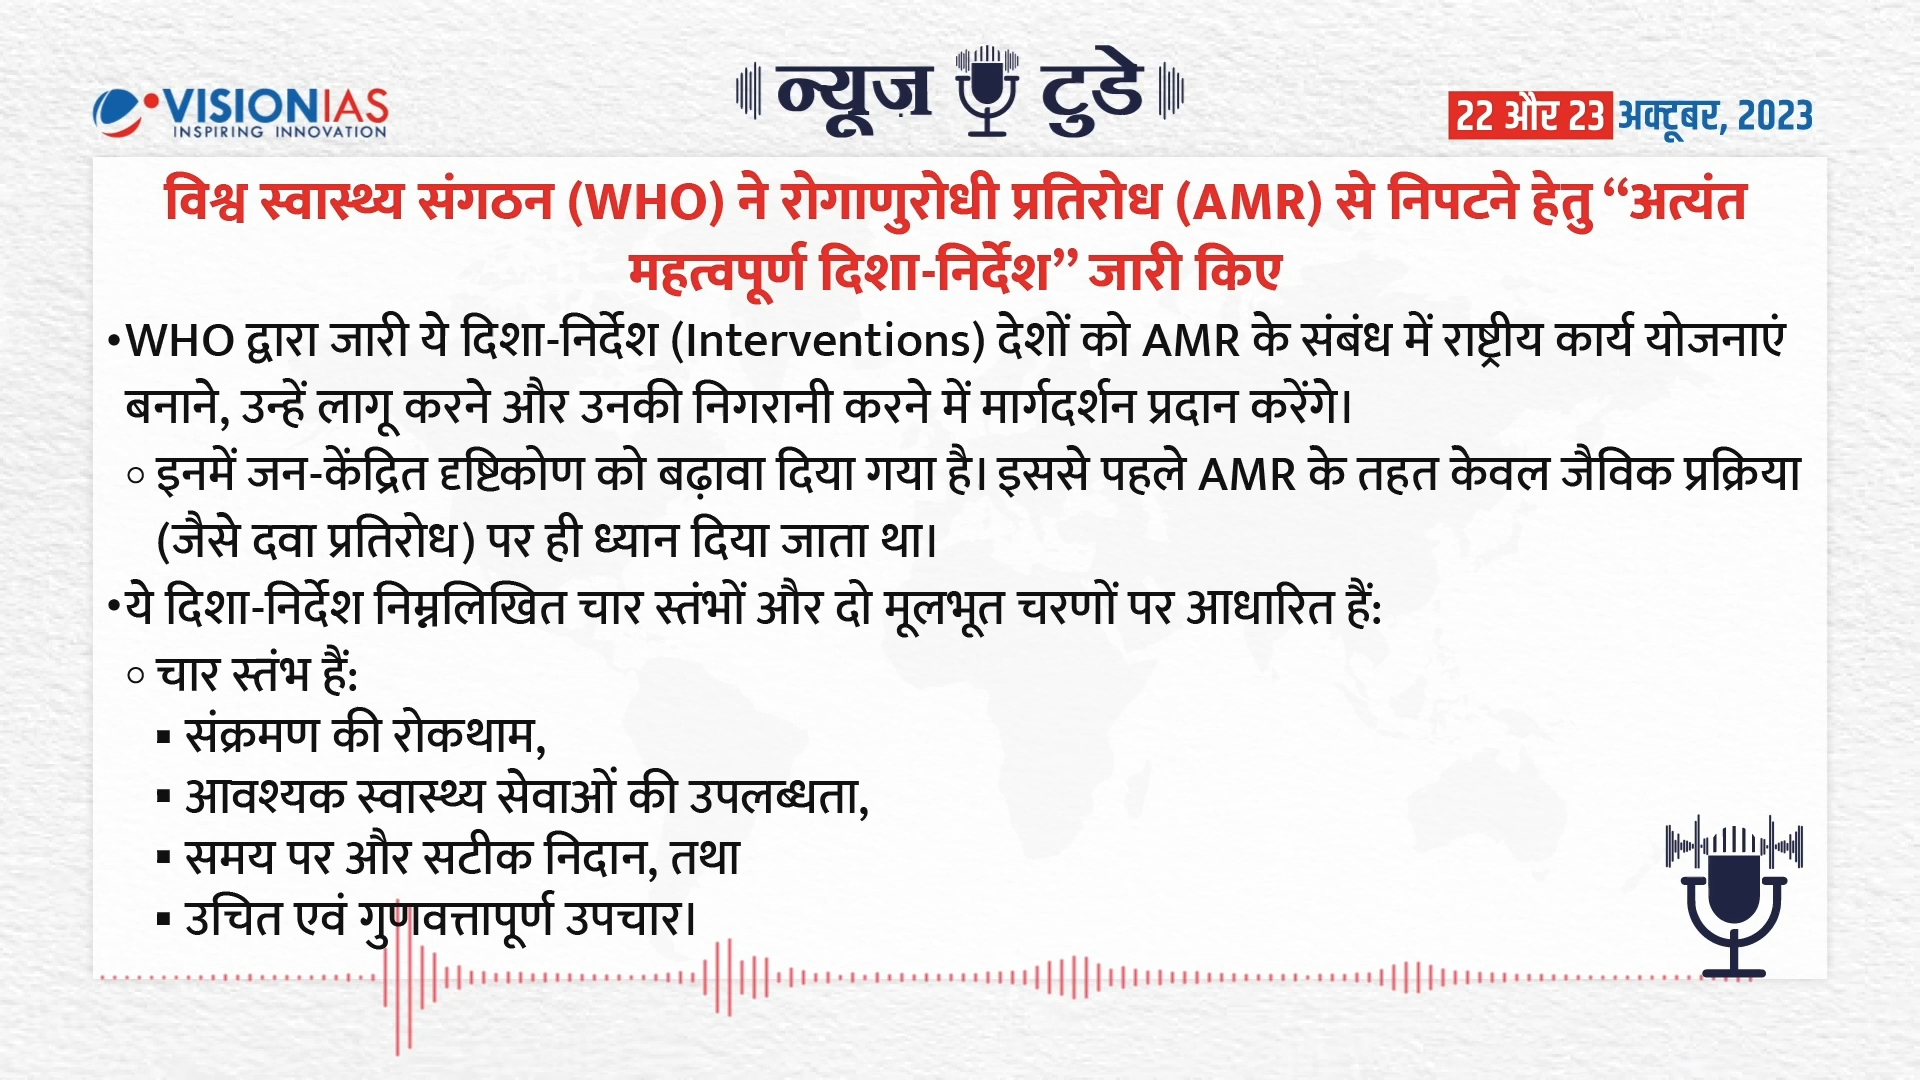 VISIONIAS
INSPIRING INNOVATION
न्यूज़ टुडे
22 और 23 अक्टूबर, 2023
विश्व स्वास्थ्य संगठन (WHO) ने रोगाणुरोधी प्रतिरोध (AMR) से निपटने हेतु “अत्यंत
महत्वपूर्ण दिशा-निर्देश” जारी किए
•WHO द्वारा जारी ये दिशा-निर्देश (Interventions) देशों को AMR के संबंध में राष्ट्रीय कार्य योजनाएं
बनाने, उन्हें लागू करने और उनकी निगरानी करने में मार्गदर्शन प्रदान करेंगे।
○ इनमें जन-केंद्रित दृष्टिकोण को बढ़ावा दिया गया है। इससे पहले AMR के तहत केवल जैविक प्रक्रिया
(जैसे दवा प्रतिरोध) पर ही ध्यान दिया जाता था।
•ये दिशा-निर्देश निम्नलिखित चार स्तंभों और दो मूलभूत चरणों पर आधारित हैं:
○ चार स्तंभ हैं:
▪ संक्रमण की रोकथाम,
▪ आवश्यक स्वास्थ्य सेवाओं की उपलब्धता,
▪ समय पर और सटीक निदान, तथा
▪ उचित एवं गुणवत्तापूर्ण उपचार।